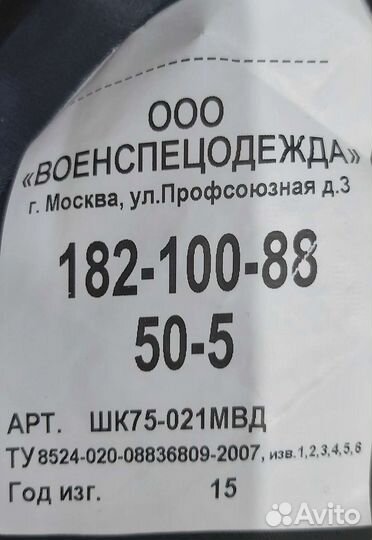 ООО
«ВОЕНСПЕЦОДЕЖДА»
г. Москва, ул.Профсоюзная д.3
182-100-88
50-5
АРТ. ШК75-021МВД
ТУ 8524-020-08836809-2007, изв.1,2,3,4,5,6
Год изг. 15
Avito